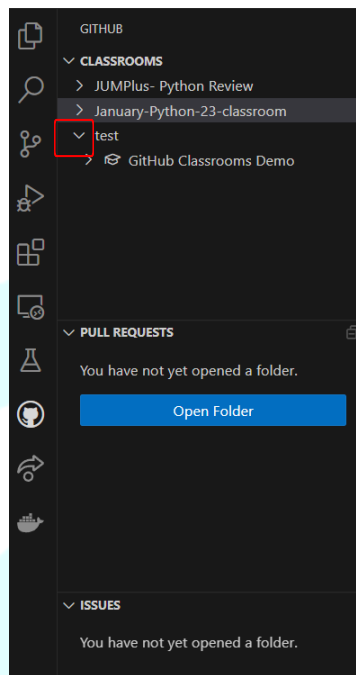 GITHUB
CLASSROOMS
JUMPlus- Python Review
January-Python-23-classroom
test
GitHub Classrooms Demo
PULL REQUESTS
You have not yet opened a folder.
Open Folder
ISSUES
You have not yet opened a folder.